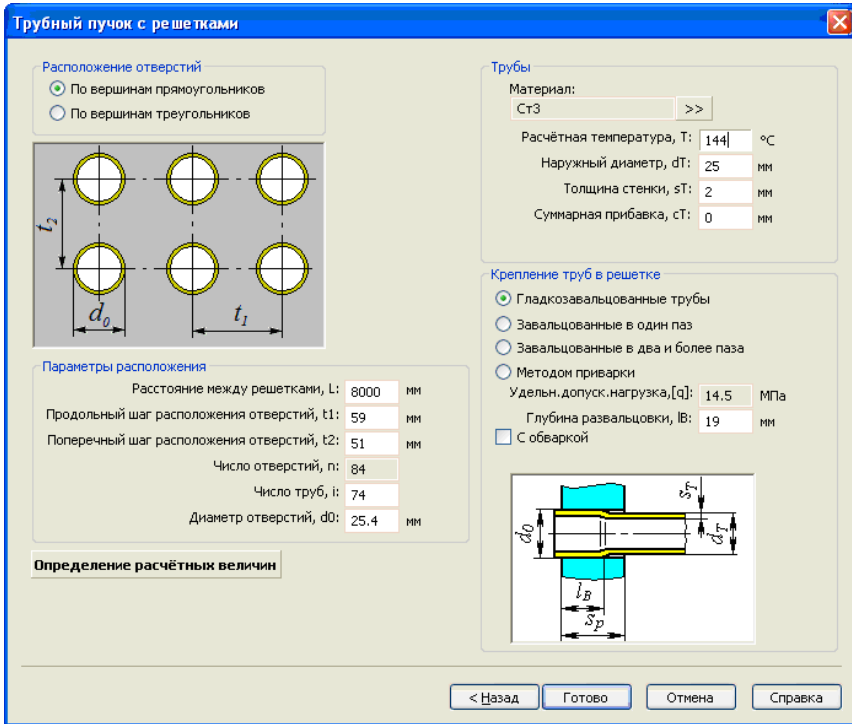 Трубный пучок с решетками
Расположение отверстий
По вершинам прямоугольников
По вершинам треугольников
t2
d0
t1
Параметры расположения
Расстояние между решетками, L: 8000 мм
Продольный шаг расположения отверстий, t1: 59 мм
Поперечный шаг расположения отверстий, t2: 51 мм
Число отверстий, n: 84
Число труб, i: 74
Диаметр отверстий, d0: 25.4 мм
Определение расчётных величин
Трубы
Материал:
Ст3 >>
Расчётная температура, T: 144 ºC
Наружный диаметр, dT: 25 мм
Толщина стенки, sT: 2 мм
Суммарная прибавка, cT: 0 мм
Крепление труб в решетке
Гладкозавальцованные трубы
Завальцованные в один паз
Завальцованные в два и более паза
Методом приварки
Удельн.допуск.нагрузка,[q]: 14.5 МПа
Глубина развальцовки, lB: 19 мм
С обваркой
sT
d0
dT
lB
sp
< Назад Готово Отмена Справка